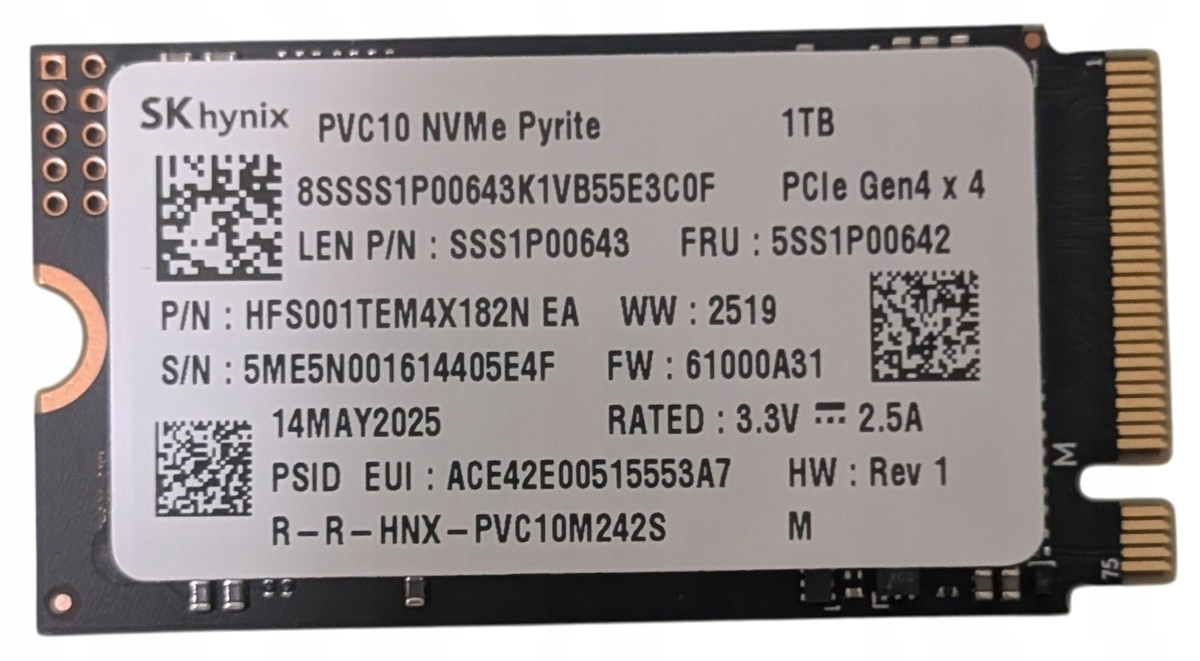 SK hynix PVC10 NVMe Pyrite 1TB
8SSSS1P00643K1VB55E3C0F PCIe Gen4 x 4
LEN P/N : SSS1P00643 FRU : 5SS1P00642
P/N : HFS001TEM4X182N EA WW : 2519
S/N : 5ME5N001614405E4F FW : 61000A31
14MAY2025 RATED : 3.3V ⎓ 2.5A
PSID EUI : ACE42E00515553A7 HW : Rev 1
R-R-HNX-PVC10M242S M
1
M
75